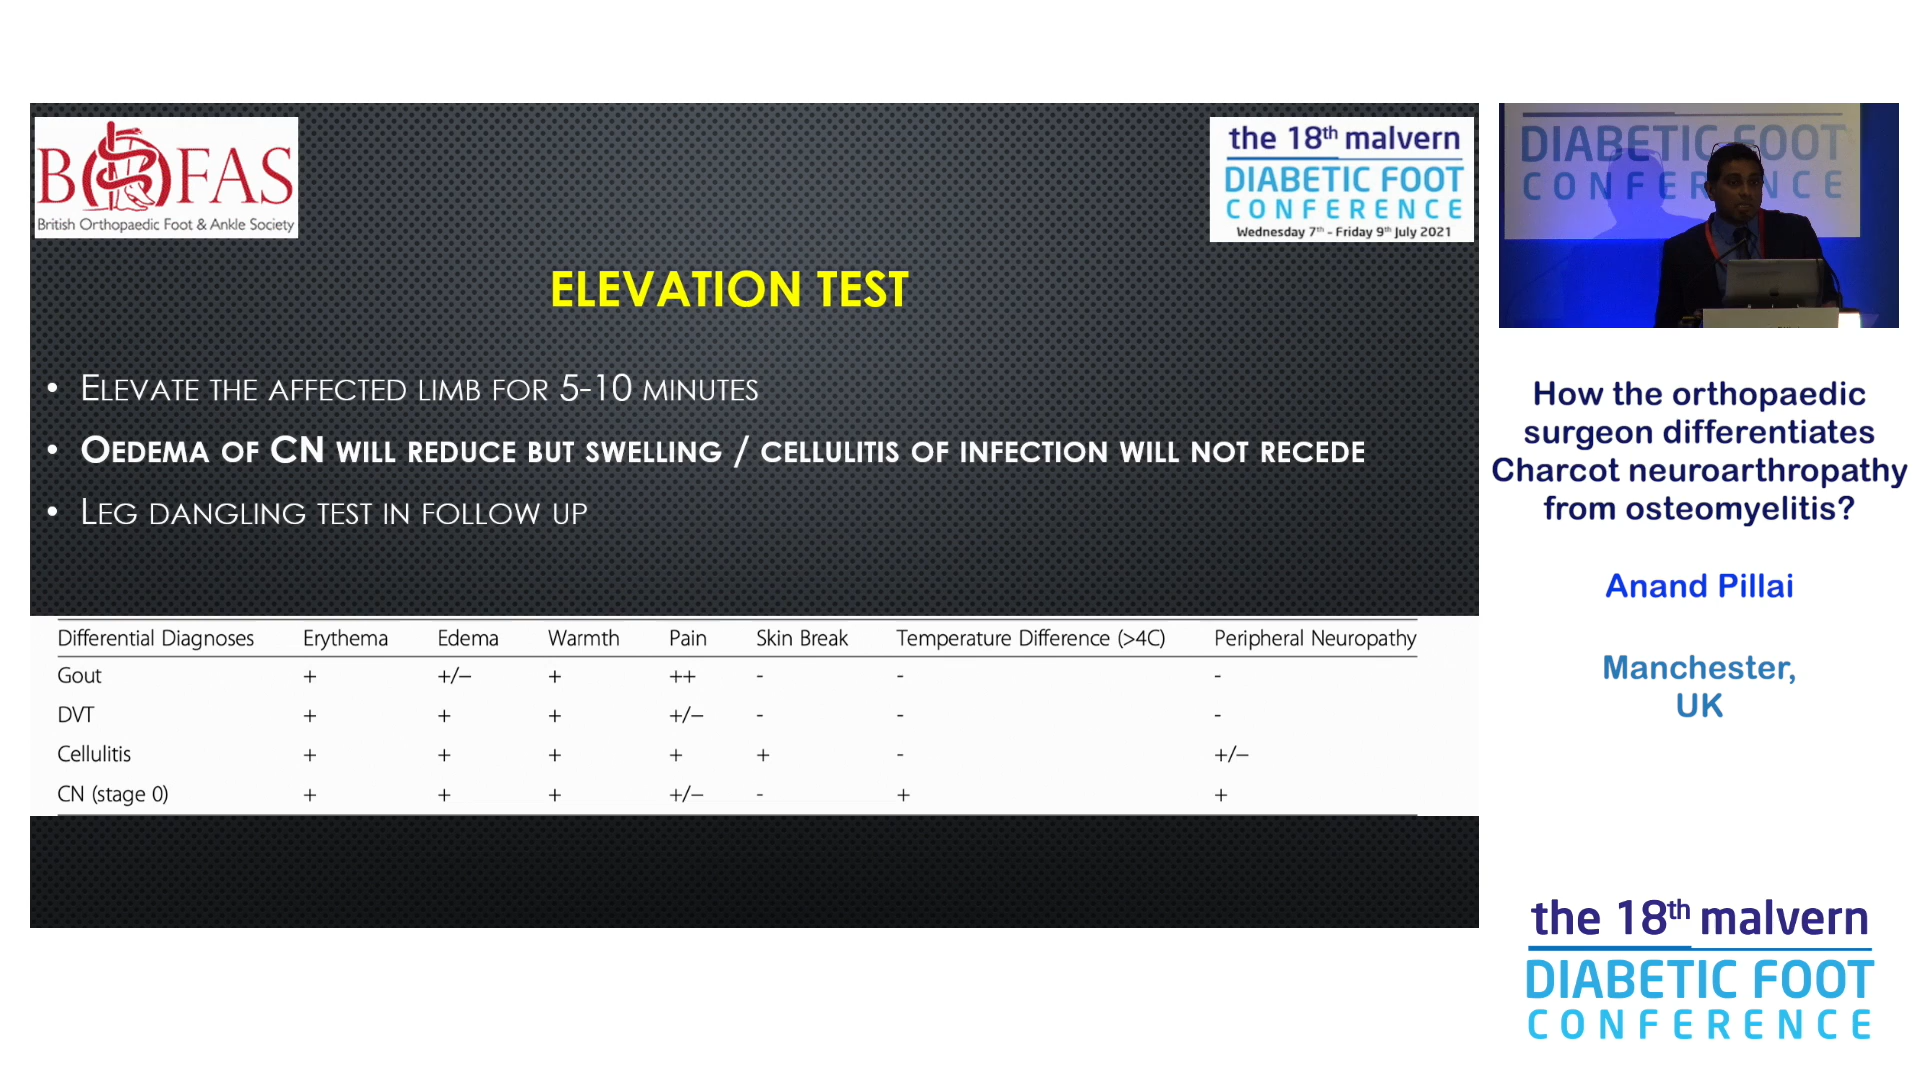 BOFAS
British Orthopaedic Foot & Ankle Society
the 18th malvern
DIABETIC FOOT
CONFERENCE
Wednesday 7th - Friday 9th July 2021
ELEVATION TEST
• ELEVATE THE AFFECTED LIMB FOR 5-10 MINUTES
• OEDEMA OF CN WILL REDUCE BUT SWELLING / CELLULITIS OF INFECTION WILL NOT RECEDE
• LEG DANGLING TEST IN FOLLOW UP
Differential Diagnoses Erythema Edema Warmth Pain Skin Break Temperature Difference (>4C) Peripheral Neuropathy
Gout + +/– + ++ - - -
DVT + + + +/– - - -
Cellulitis + + + + + - +/–
CN (stage 0) + + + +/– - + +
DIABETIC FOOT
CONFERENCE
How the orthopaedic
surgeon differentiates
Charcot neuroarthropathy
from osteomyelitis?
Anand Pillai
Manchester,
UK
the 18th malvern
DIABETIC FOOT
CONFERENCE